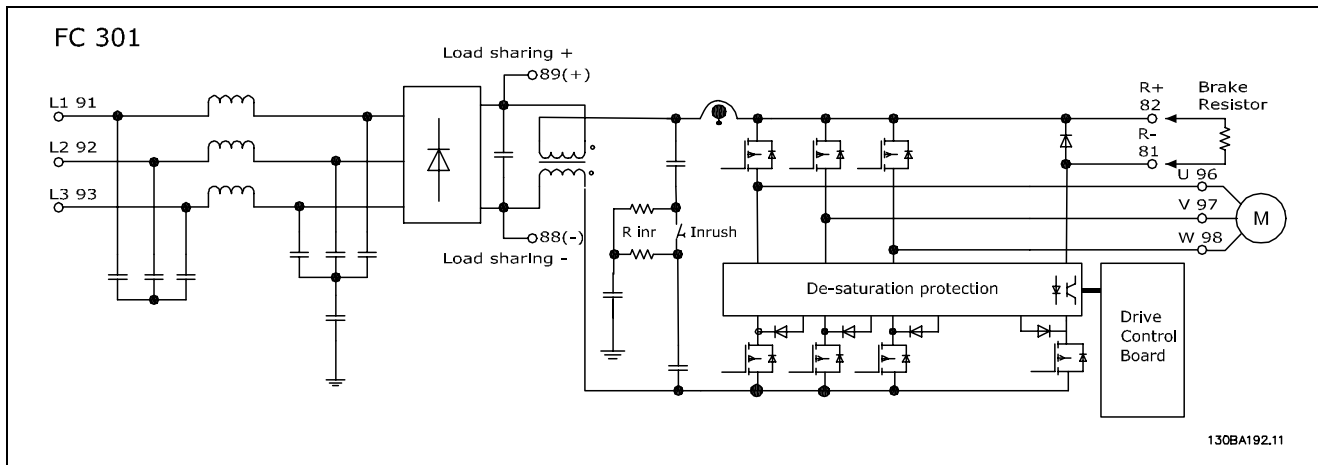 FC 301
Load sharing +
89(+)
L1 91
L2 92
L3 93
88(-)
Load sharing -
R inr
Inrush
R+
82
R-
81
Brake
Resistor
U 96
V 97
W 98
M
De-saturation protection
Drive
Control
Board
130BA192.11